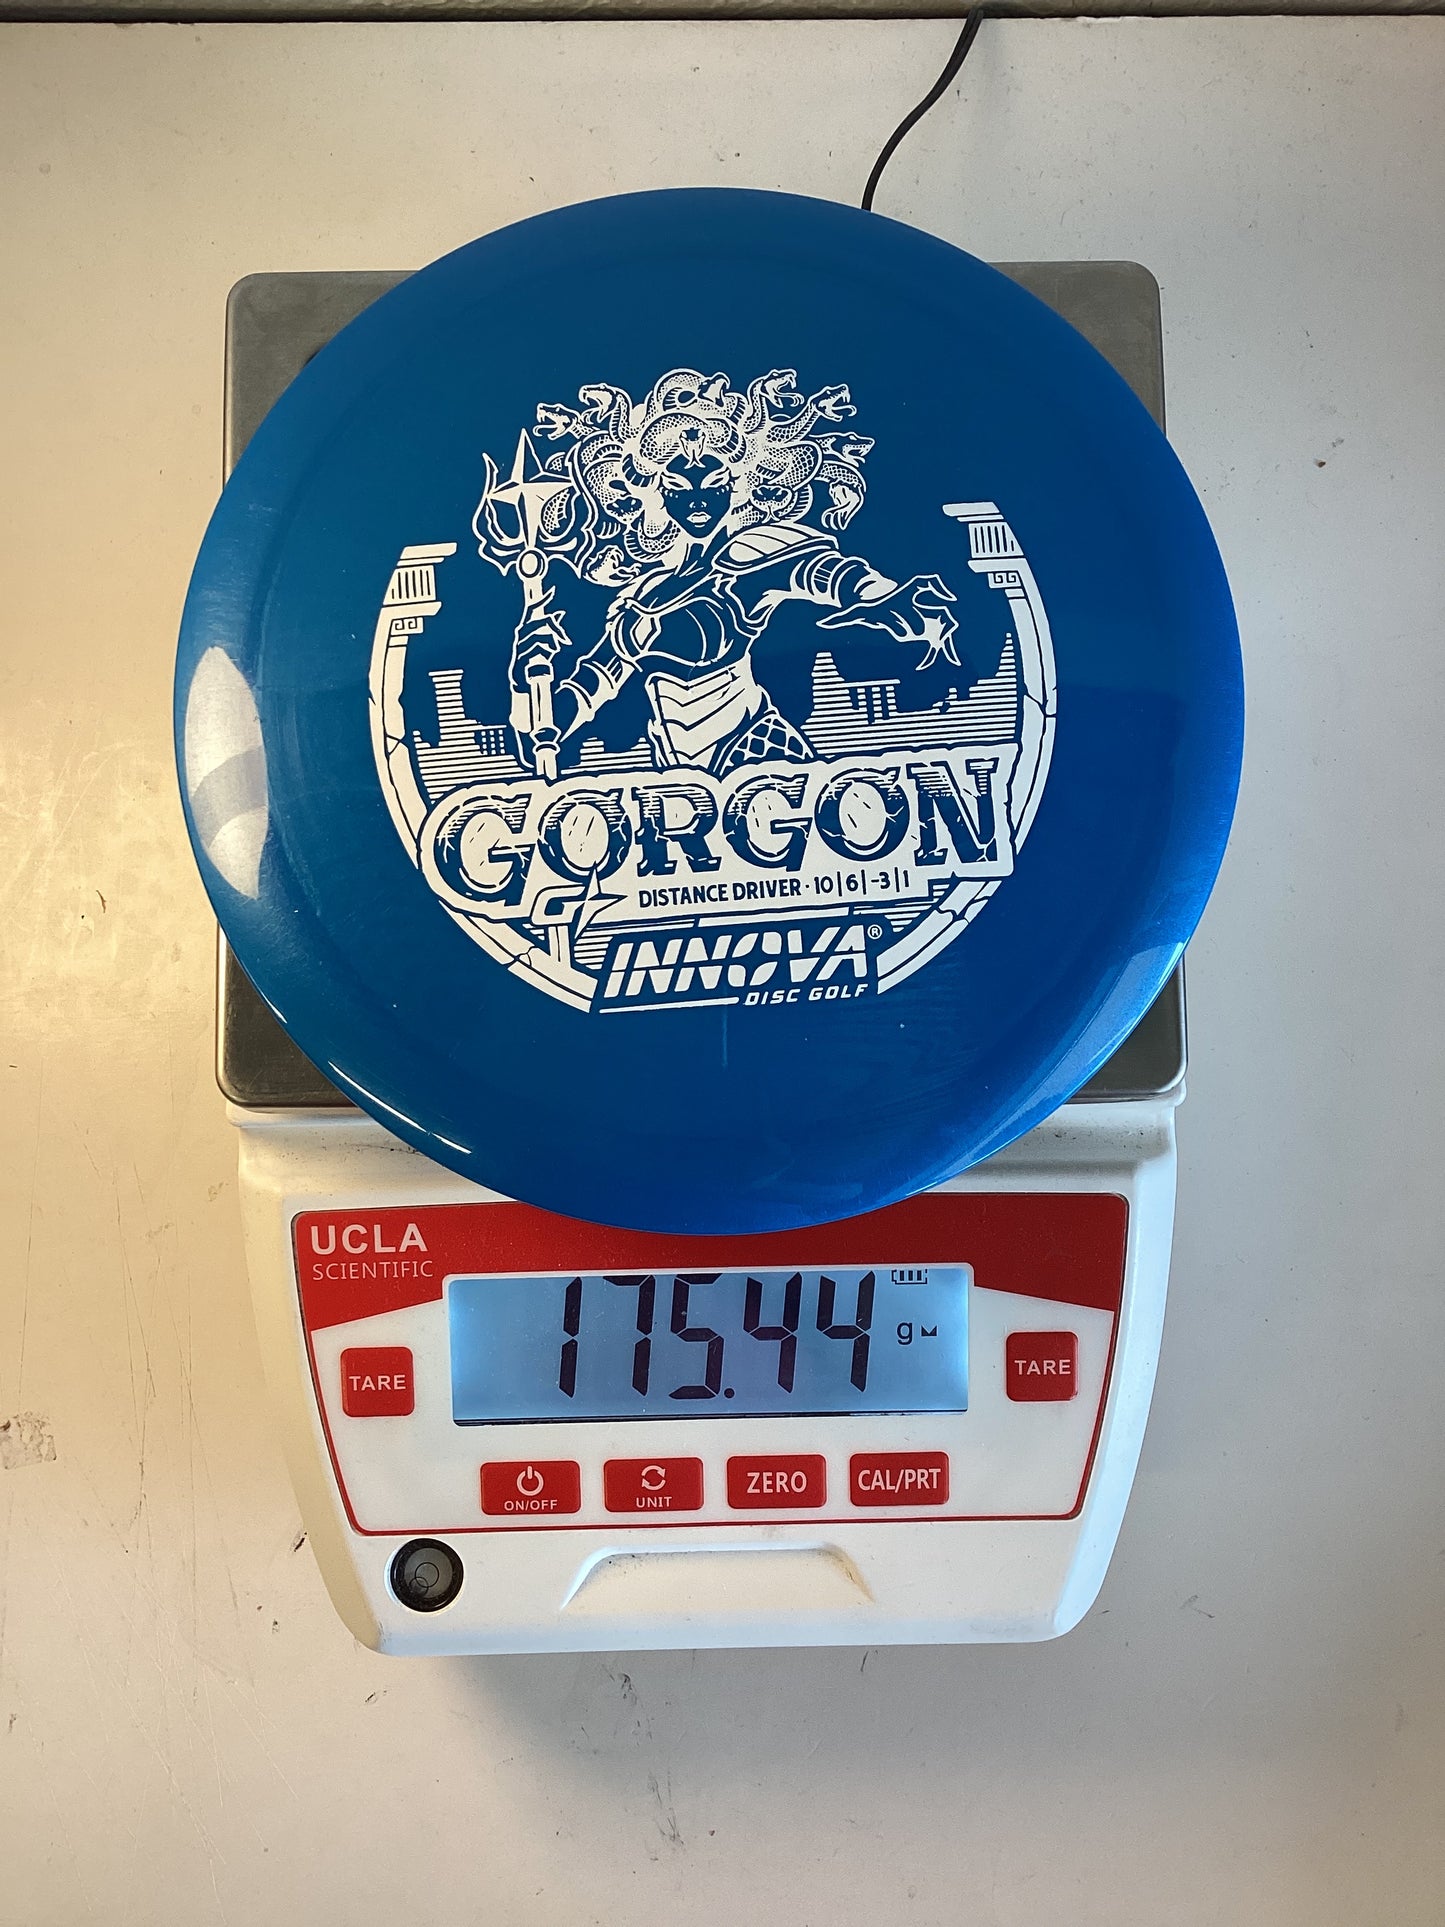 GORGON
DISTANCE DRIVER · 10|6|-3|1
G
INNOVA®
DISC GOLF
UCLA
SCIENTIFIC
175.44
g
TARE
TARE
ON/OFF
UNIT
ZERO
CAL/PRT